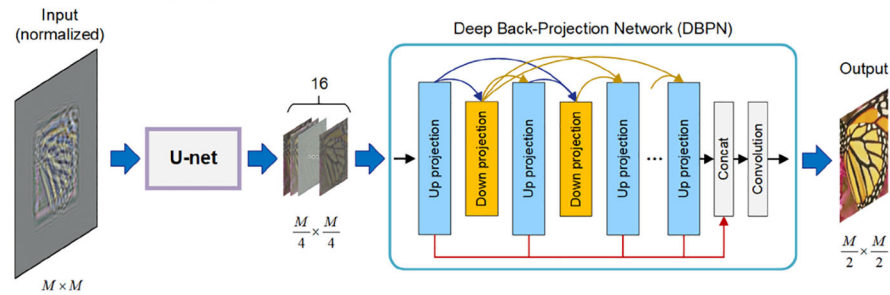 Input
(normalized)
M × M
U-net
16
M/4 × M/4
Deep Back-Projection Network (DBPN)
Up projection
Down projection
Up projection
Down projection
Up projection
...
Up projection
Concat
Convolution
Output
M/2 × M/2